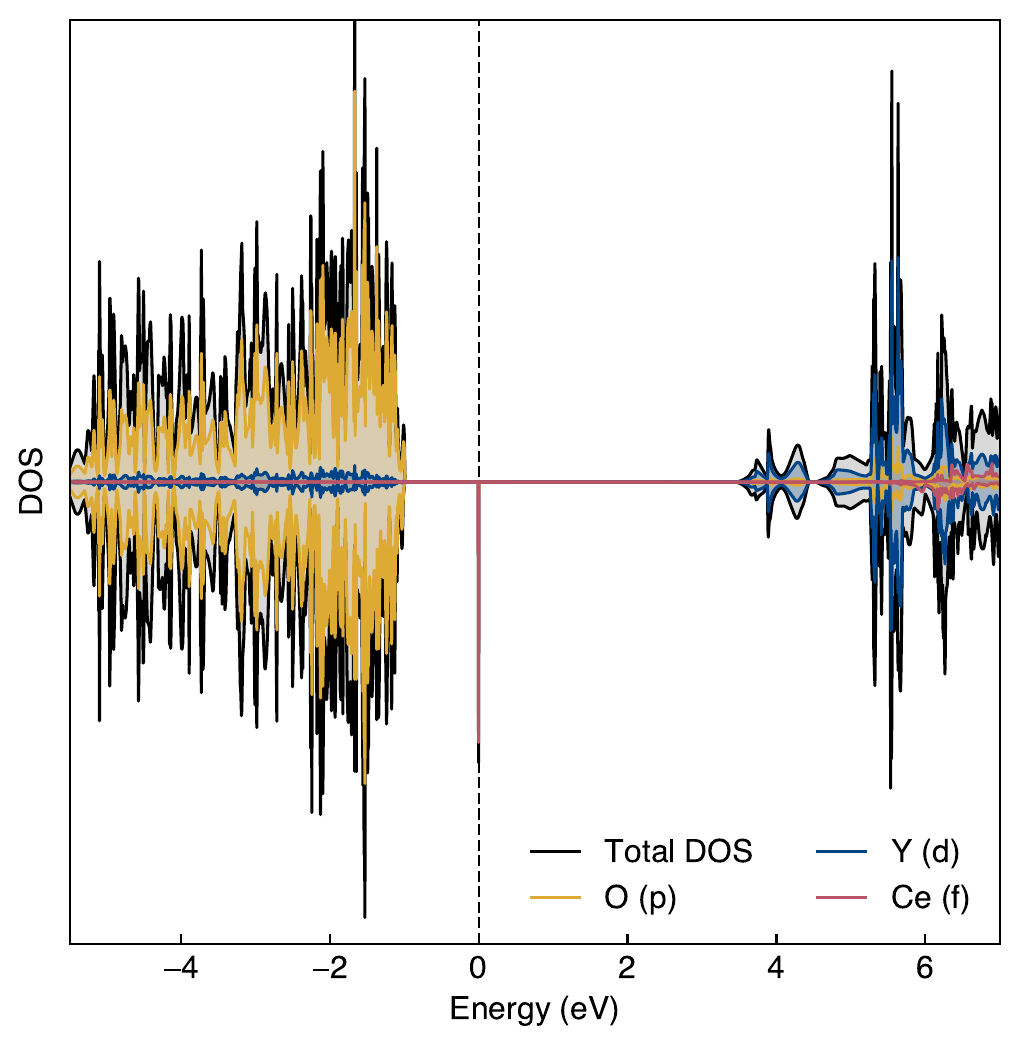 DOS
Total DOS
Y (d)
O (p)
Ce (f)
−4
−2
0
2
4
6
Energy (eV)